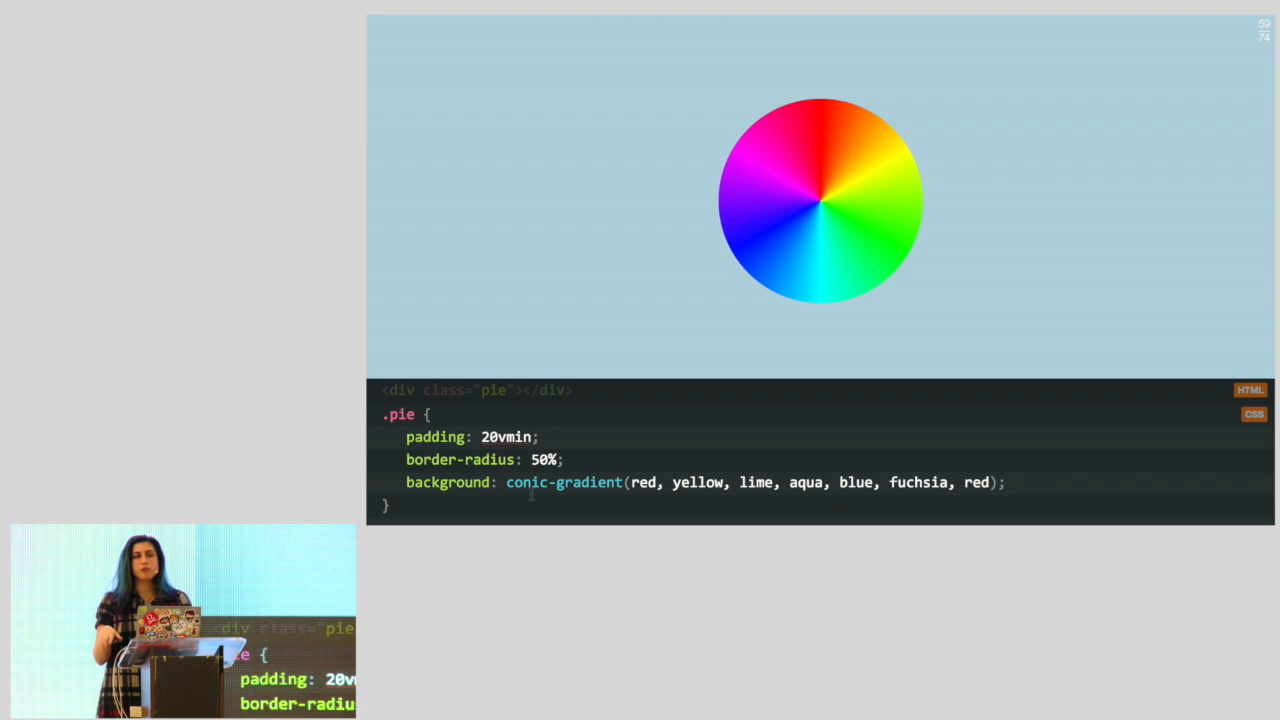 59
74
<div class="pie"></div>
HTML
.pie {
CSS
padding: 20vmin;
border-radius: 50%;
background: conic-gradient(red, yellow, lime, aqua, blue, fuchsia, red);
}
<div class="pie
e {
padding: 20v
border-radiu